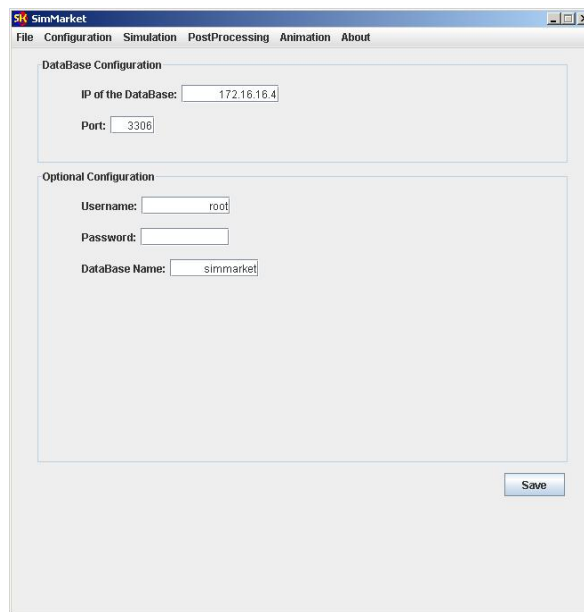 SK SimMarket
File Configuration Simulation PostProcessing Animation About
DataBase Configuration
IP of the DataBase: 172.16.16.4
Port: 3306
Optional Configuration
Username: root
Password:
DataBase Name: simmarket
Save